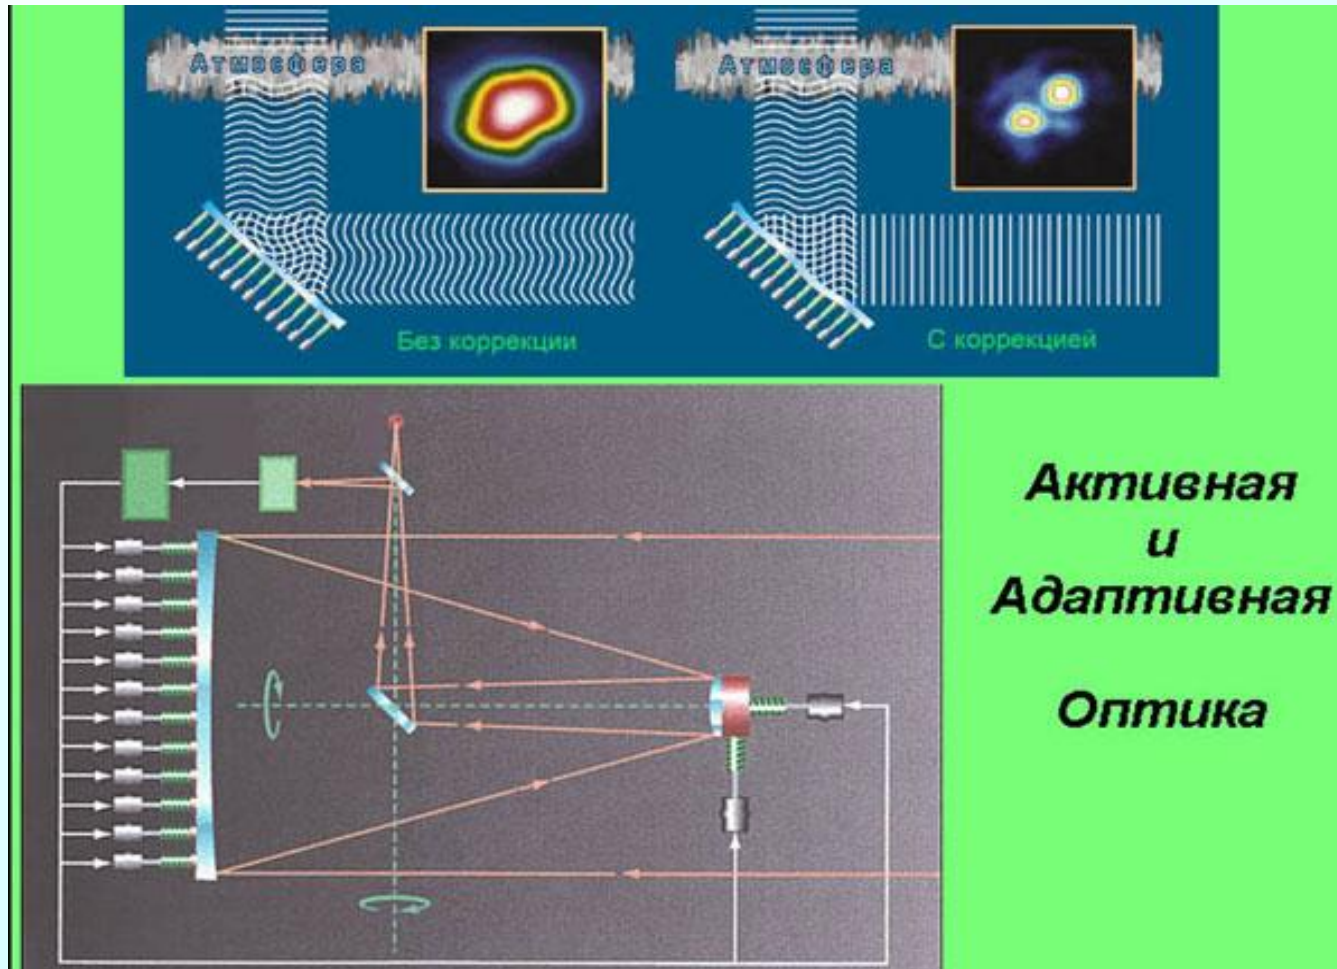 Атмосфера
Атмосфера
Без коррекции
С коррекцией
Активная
и
Адаптивная
Оптика